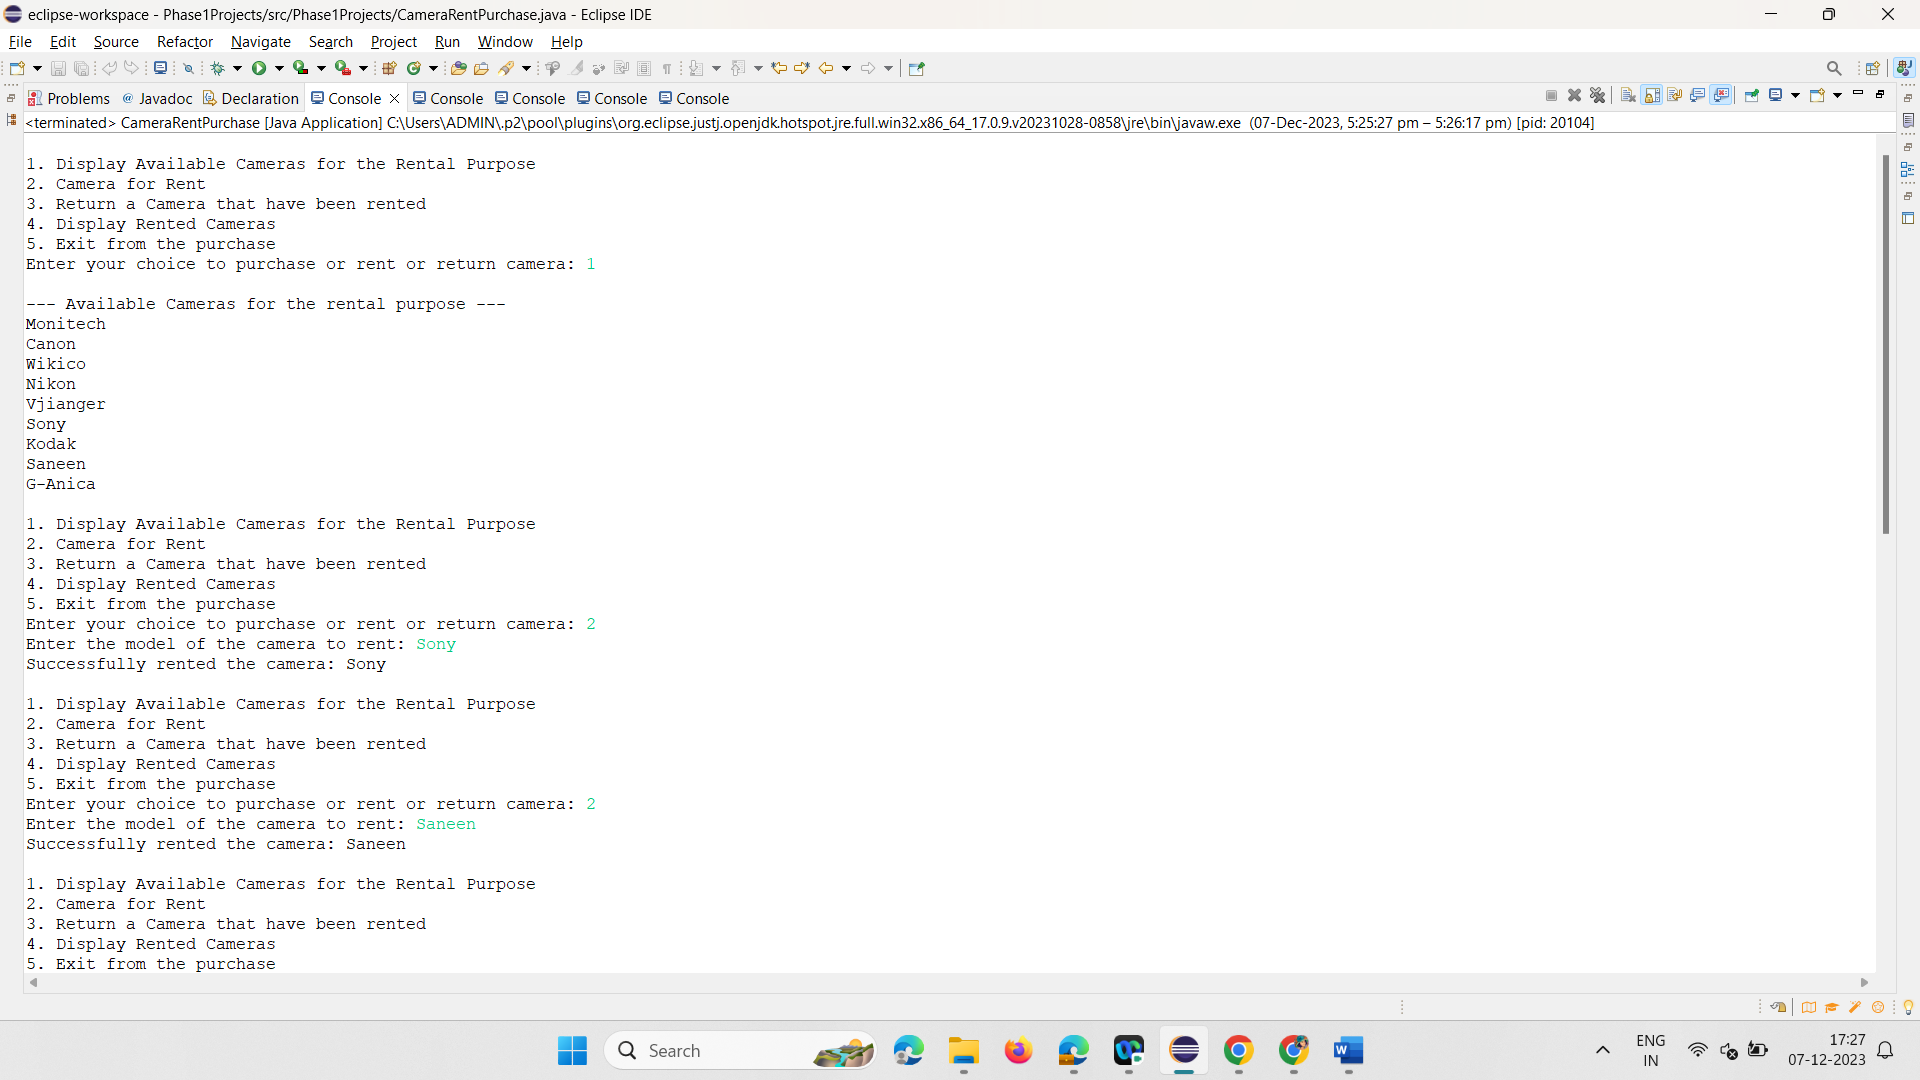 eclipse-workspace - Phase1Projects/src/Phase1Projects/CameraRentPurchase.java - Eclipse IDE
File Edit Source Refactor Navigate Search Project Run Window Help
Problems @ Javadoc Declaration Console Console Console Console Console
<terminated> CameraRentPurchase [Java Application] C:\Users\ADMIN\.p2\pool\plugins\org.eclipse.justj.openjdk.hotspot.jre.full.win32.x86_64_17.0.9.v20231028-0858\jre\bin\javaw.exe (07-Dec-2023, 5:25:27 pm – 5:26:17 pm) [pid: 20104]
1. Display Available Cameras for the Rental Purpose
2. Camera for Rent
3. Return a Camera that have been rented
4. Display Rented Cameras
5. Exit from the purchase
Enter your choice to purchase or rent or return camera: 1
--- Available Cameras for the rental purpose ---
Monitech
Canon
Wikico
Nikon
Vjianger
Sony
Kodak
Saneen
G-Anica
1. Display Available Cameras for the Rental Purpose
2. Camera for Rent
3. Return a Camera that have been rented
4. Display Rented Cameras
5. Exit from the purchase
Enter your choice to purchase or rent or return camera: 2
Enter the model of the camera to rent: Sony
Successfully rented the camera: Sony
1. Display Available Cameras for the Rental Purpose
2. Camera for Rent
3. Return a Camera that have been rented
4. Display Rented Cameras
5. Exit from the purchase
Enter your choice to purchase or rent or return camera: 2
Enter the model of the camera to rent: Saneen
Successfully rented the camera: Saneen
1. Display Available Cameras for the Rental Purpose
2. Camera for Rent
3. Return a Camera that have been rented
4. Display Rented Cameras
5. Exit from the purchase
Search
ENG
IN
17:27
07-12-2023